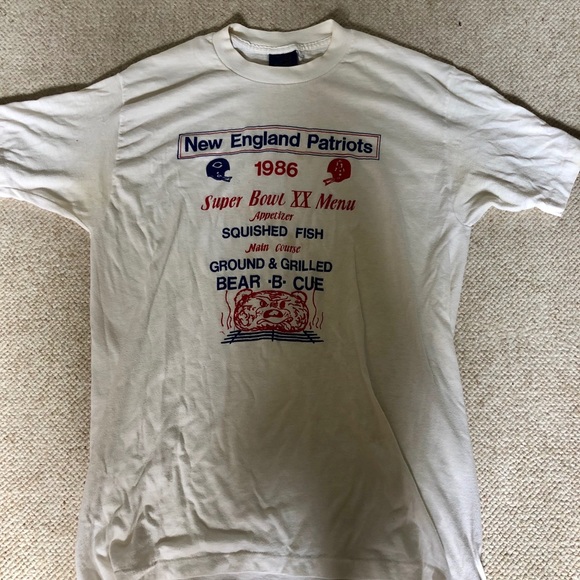 New England Patriots
1986
Super Bowl XX Menu
Appetizer
SQUISHED FISH
Main Course
GROUND & GRILLED
BEAR -B- CUE